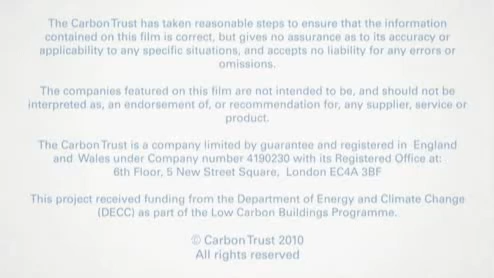 The Carbon Trust has taken reasonable steps to ensure that the information
contained on this film is correct, but gives no assurance as to its accuracy or
applicability to any specific situations, and accepts no liability for any errors or
omissions.
The companies featured on this film are not intended to be, and should not be
interpreted as, an endorsement of, or recommendation for, any supplier, service or
product.
The Carbon Trust is a company limited by guarantee and registered in England
and Wales under Company number 4190230 with its Registered Office at:
6th Floor, 5 New Street Square, London EC4A 3BF
This project received funding from the Department of Energy and Climate Change
(DECC) as part of the Low Carbon Buildings Programme.
© Carbon Trust 2010
All rights reserved